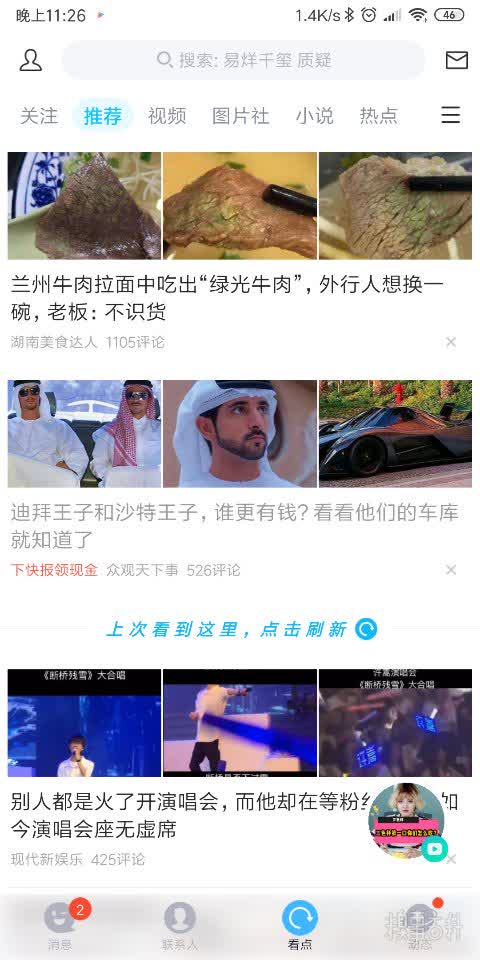 晚上11:26
1.4K/s
46
搜索: 易烊千玺 质疑
关注 推荐 视频 图片社 小说 热点
兰州牛肉拉面中吃出“绿光牛肉”，外行人想换一
碗，老板：不识货
湖南美食达人 1105评论
迪拜王子和沙特王子，谁更有钱？看看他们的车库
就知道了
下快报领现金 众观天下事 526评论
上次看到这里，点击刷新
《断桥残雪》大合唱
许嵩演唱会
《断桥残雪》大合唱
别人都是火了开演唱会，而他却在等粉丝
如
今演唱会座无虚席
现代新娱乐 425评论
2
消息 联系人 看点 动态